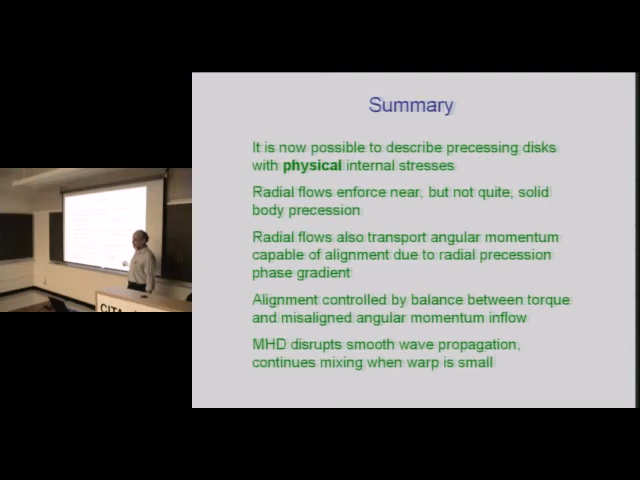 Summary
It is now possible to describe precessing disks
with physical internal stresses
Radial flows enforce near, but not quite, solid
body precession
Radial flows also transport angular momentum
capable of alignment due to radial precession
phase gradient
Alignment controlled by balance between torque
and misaligned angular momentum inflow
MHD disrupts smooth wave propagation,
continues mixing when warp is small
CITA